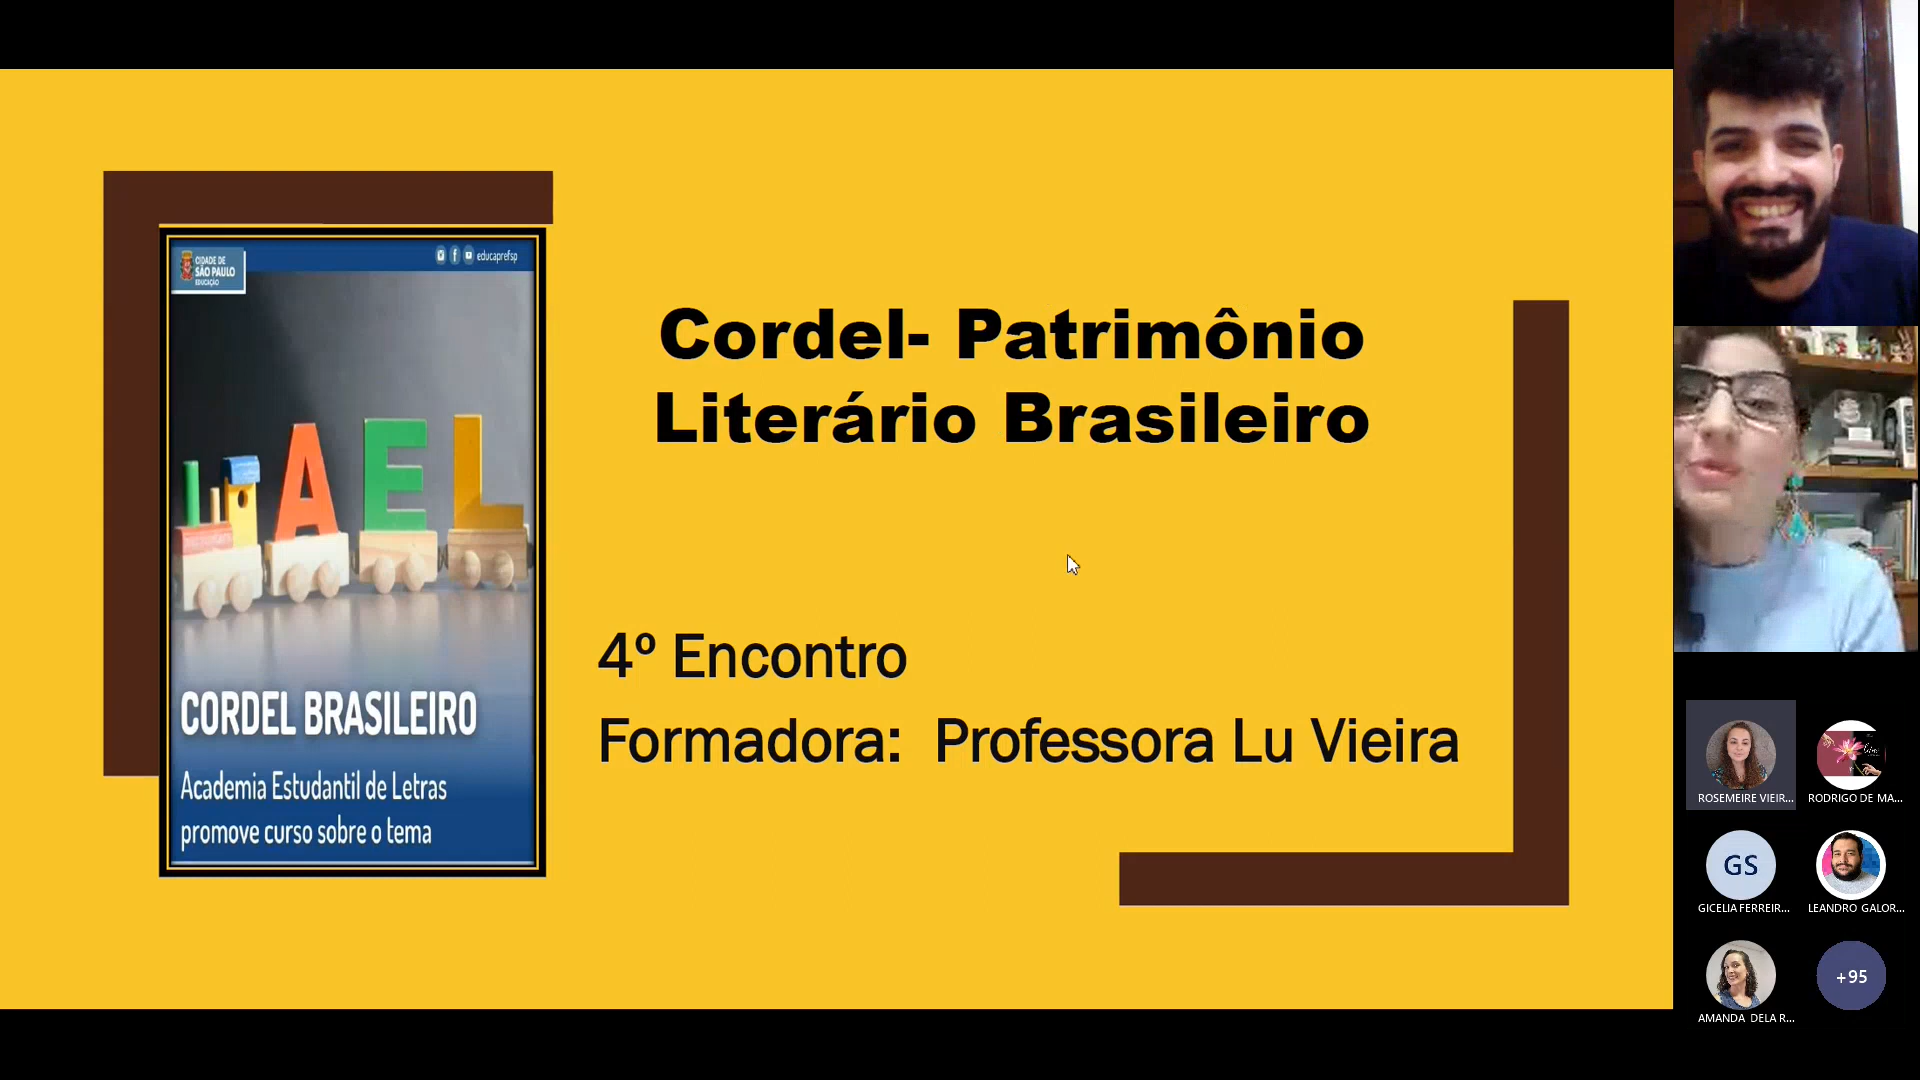 CIDADE DE
SÃO PAULO
EDUCAÇÃO
educaprefsp
A E L
CORDEL BRASILEIRO
Academia Estudantil de Letras
promove curso sobre o tema
Cordel- Patrimônio
Literário Brasileiro
4º Encontro
Formadora: Professora Lu Vieira
ROSEMEIRE VIEIR...
RODRIGO DE MA...
GS
GICELIA FERREIR...
LEANDRO GALOR...
AMANDA DELA R...
+95